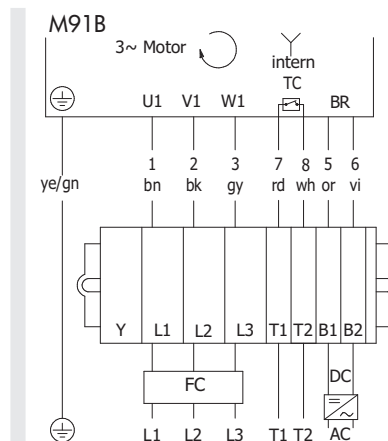 M91B
3~ Motor
intern
TC
U1 V1 W1 BR
1 2 3 7 8 5 6
ye/gn bn bk gy rd wh or vi
Y L1 L2 L3 T1 T2 B1 B2
FC DC
L1 L2 L3 T1 T2 AC